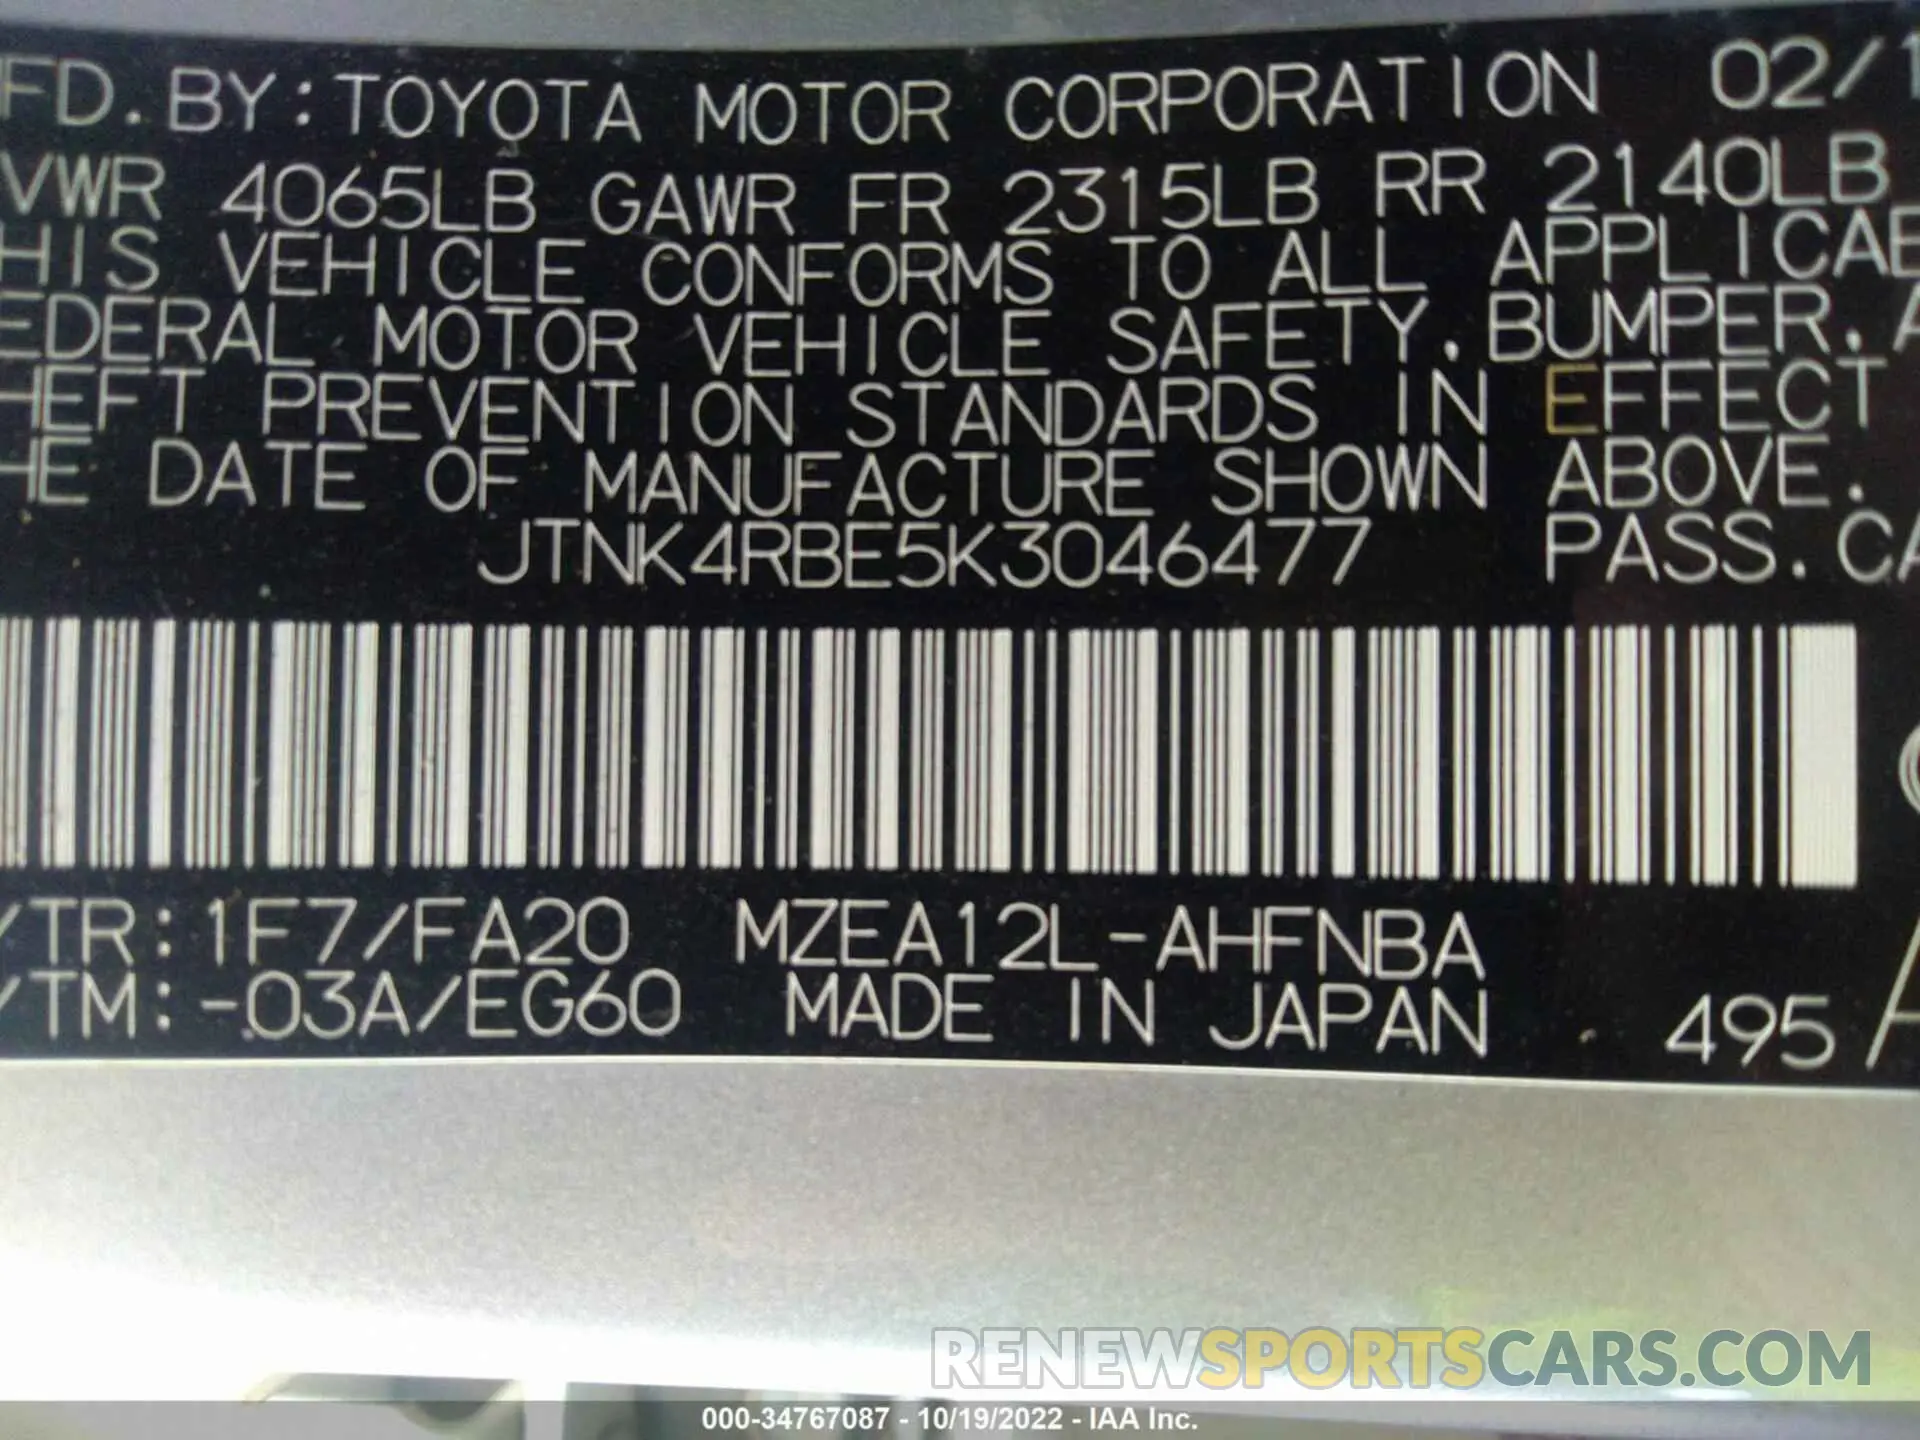 FD.BY:TOYOTA MOTOR CORPORATION 02/1
VWR 4065LB GAWR FR 2315LB RR 2140LB
HIS VEHICLE CONFORMS TO ALL APPLICAB
EDERAL MOTOR VEHICLE SAFETY.BUMPER.A
HEFT PREVENTION STANDARDS IN EFFECT
HE DATE OF MANUFACTURE SHOWN ABOVE.
JTNK4RBE5K3046477 PASS.CA
/TR:1F7/FA20 MZEA12L-AHFNBA
/TM:-03A/EG60 MADE IN JAPAN 495
RENEWSPORTSCARS.COM
000-34767087 - 10/19/2022 - IAA Inc.